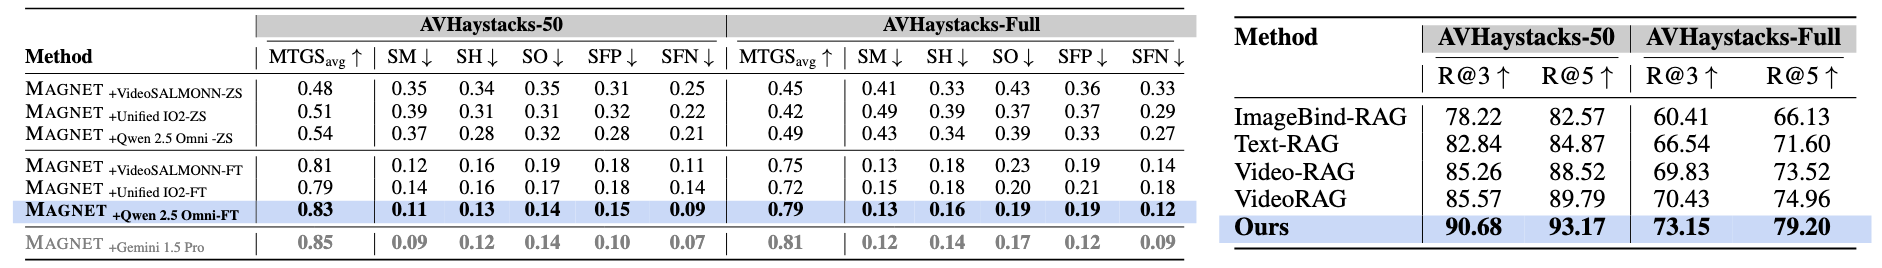 AVHaystacks-50 AVHaystacks-Full
Method MTGSavg ↑ SM ↓ SH ↓ SO ↓ SFP ↓ SFN ↓ MTGSavg ↑ SM ↓ SH ↓ SO ↓ SFP ↓ SFN ↓
MAGNET +VideoSALMONN-ZS 0.48 0.35 0.34 0.35 0.31 0.25 0.45 0.41 0.33 0.43 0.36 0.33
MAGNET +Unified IO2-ZS 0.51 0.39 0.31 0.31 0.32 0.22 0.42 0.49 0.39 0.37 0.37 0.29
MAGNET +Qwen 2.5 Omni -ZS 0.54 0.37 0.28 0.32 0.28 0.21 0.49 0.43 0.34 0.39 0.33 0.27
MAGNET +VideoSALMONN-FT 0.81 0.12 0.16 0.19 0.18 0.11 0.75 0.13 0.18 0.23 0.19 0.14
MAGNET +Unified IO2-FT 0.79 0.14 0.16 0.17 0.18 0.14 0.72 0.15 0.18 0.20 0.21 0.18
MAGNET +Qwen 2.5 Omni-FT 0.83 0.11 0.13 0.14 0.15 0.09 0.79 0.13 0.16 0.19 0.19 0.12
MAGNET +Gemini 1.5 Pro 0.85 0.09 0.12 0.14 0.10 0.07 0.81 0.12 0.14 0.17 0.12 0.09
Method AVHaystacks-50 AVHaystacks-Full
R@3 ↑ R@5 ↑ R@3 ↑ R@5 ↑
ImageBind-RAG 78.22 82.57 60.41 66.13
Text-RAG 82.84 84.87 66.54 71.60
Video-RAG 85.26 88.52 69.83 73.52
VideoRAG 85.57 89.79 70.43 74.96
Ours 90.68 93.17 73.15 79.20